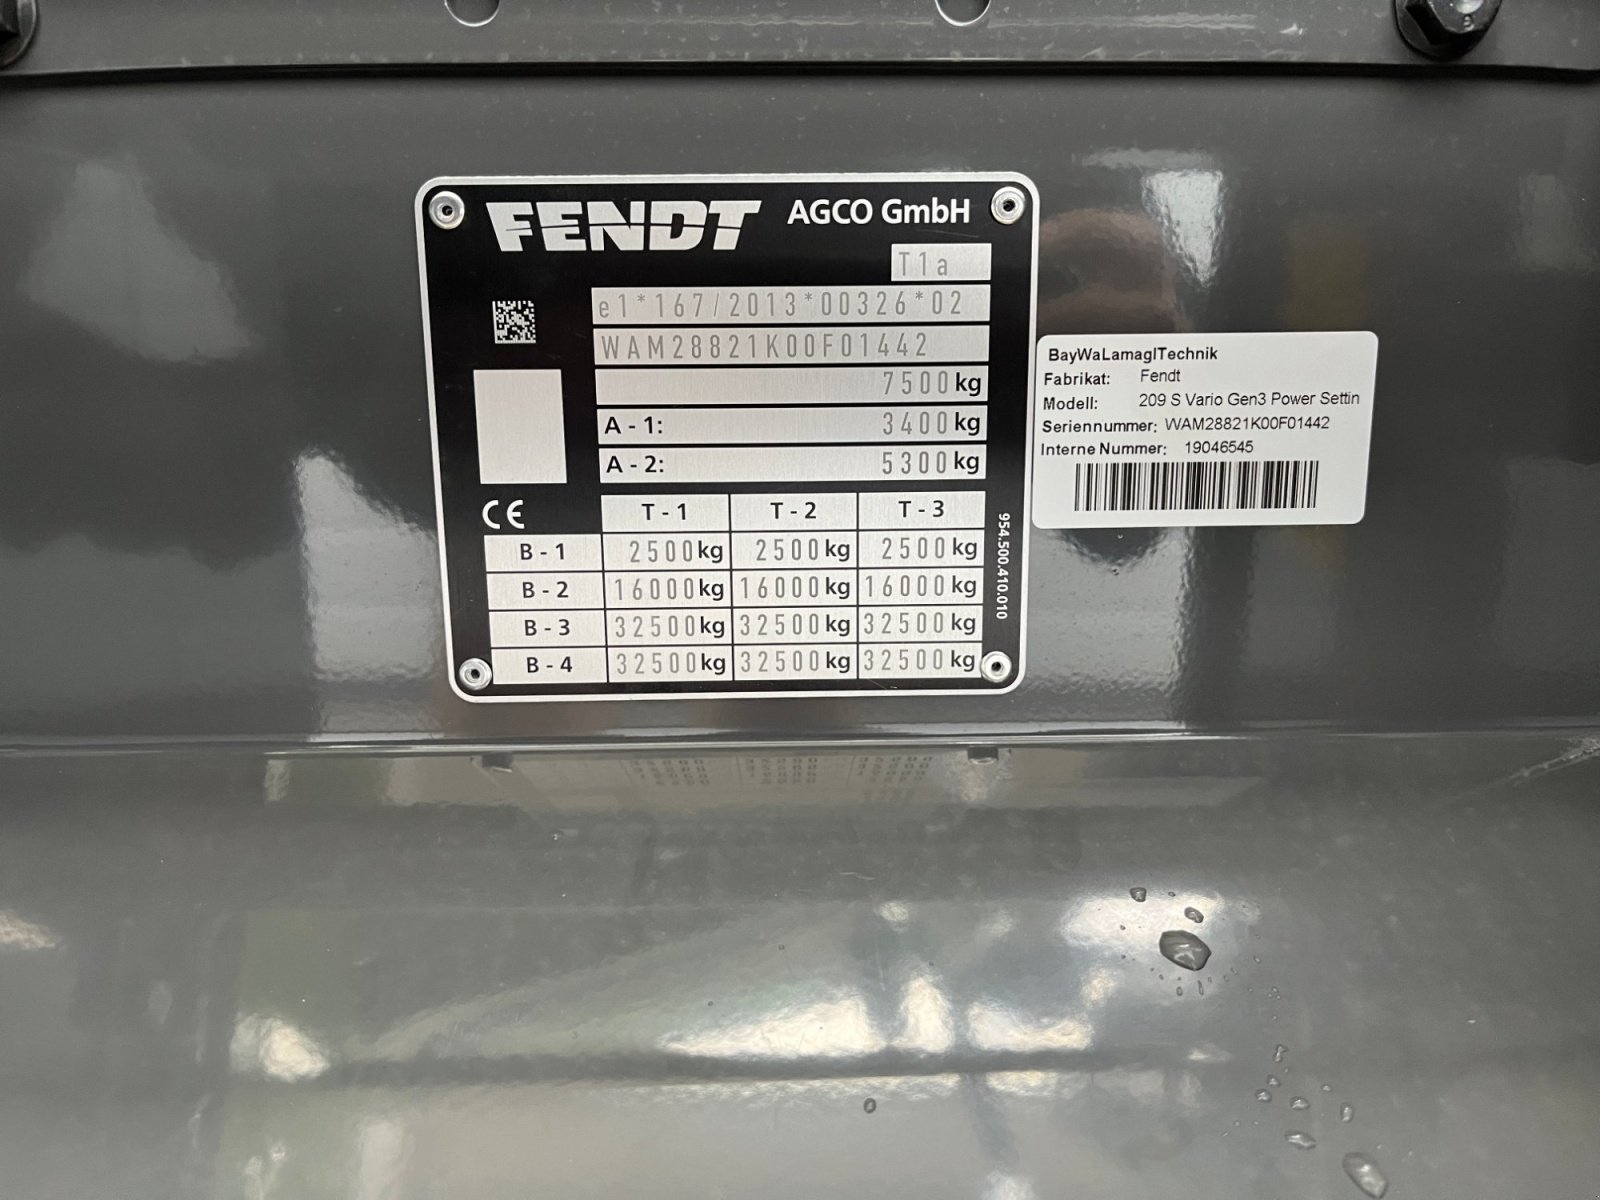 FENDT AGCO GmbH
T1a
e1*167/2013*00326*02
WAM28821K00F01442
7500 kg
A - 1: 3400 kg
A - 2: 5300 kg
CE T - 1 T - 2 T - 3
B - 1 2500 kg 2500 kg 2500 kg
B - 2 16000 kg 16000 kg 16000 kg
B - 3 32500 kg 32500 kg 32500 kg
B - 4 32500 kg 32500 kg 32500 kg
954.500.410.010
BayWaLamaglTechnik
Fabrikat: Fendt
Modell: 209 S Vario Gen3 Power Settin
Seriennummer: WAM28821K00F01442
Interne Nummer: 19046545